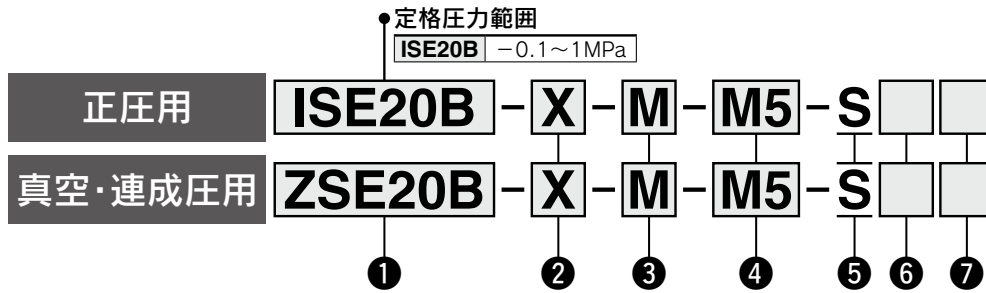 定格圧力範囲
ISE20B －0.1～1MPa
正圧用 ISE20B－X－M－M5－S
真空・連成圧用 ZSE20B－X－M－M5－S
❶ ❷ ❸ ❹ ❺ ❻ ❼